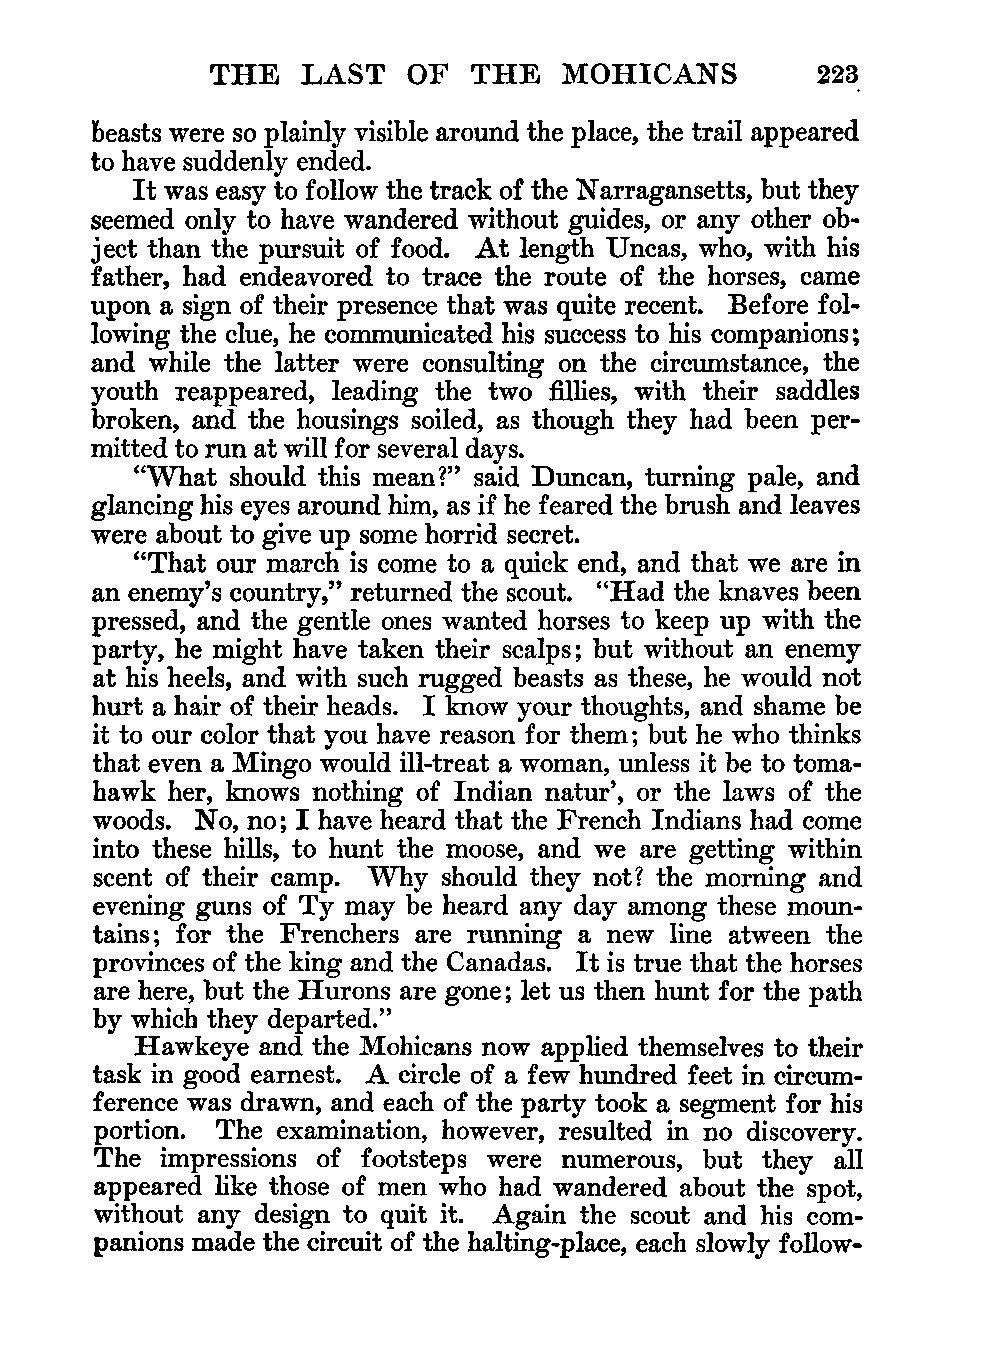 THE LAST OF THE MOHICANS 223
beasts were so plainly visible around the place, the trail appeared
to have suddenly ended.
It was easy to follow the track of the Narragansetts, but they
seemed only to have wandered without guides, or any other ob-
ject than the pursuit of food. At length Uncas, who, with his
father, had endeavored to trace the route of the horses, came
upon a sign of their presence that was quite recent. Before fol-
lowing the clue, he communicated his success to his companions;
and while the latter were consulting on the circumstance, the
youth reappeared, leading the two fillies, with their saddles
broken, and the housings soiled, as though they had been per-
mitted to run at will for several days.
“What should this mean?” said Duncan, turning pale, and
glancing his eyes around him, as if he feared the brush and leaves
were about to give up some horrid secret.
“That our march is come to a quick end, and that we are in
an enemy’s country,” returned the scout. “Had the knaves been
pressed, and the gentle ones wanted horses to keep up with the
party, he might have taken their scalps; but without an enemy
at his heels, and with such rugged beasts as these, he would not
hurt a hair of their heads. I know your thoughts, and shame be
it to our color that you have reason for them; but he who thinks
that even a Mingo would ill-treat a woman, unless it be to toma-
hawk her, knows nothing of Indian natur’, or the laws of the
woods. No, no; I have heard that the French Indians had come
into these hills, to hunt the moose, and we are getting within
scent of their camp. Why should they not? the morning and
evening guns of Ty may be heard any day among these moun-
tains; for the Frenchers are running a new line atween the
provinces of the king and the Canadas. It is true that the horses
are here, but the Hurons are gone; let us then hunt for the path
by which they departed.”
Hawkeye and the Mohicans now applied themselves to their
task in good earnest. A circle of a few hundred feet in circum-
ference was drawn, and each of the party took a segment for his
portion. The examination, however, resulted in no discovery.
The impressions of footsteps were numerous, but they all
appeared like those of men who had wandered about the spot,
without any design to quit it. Again the scout and his com-
panions made the circuit of the halting-place, each slowly follow-